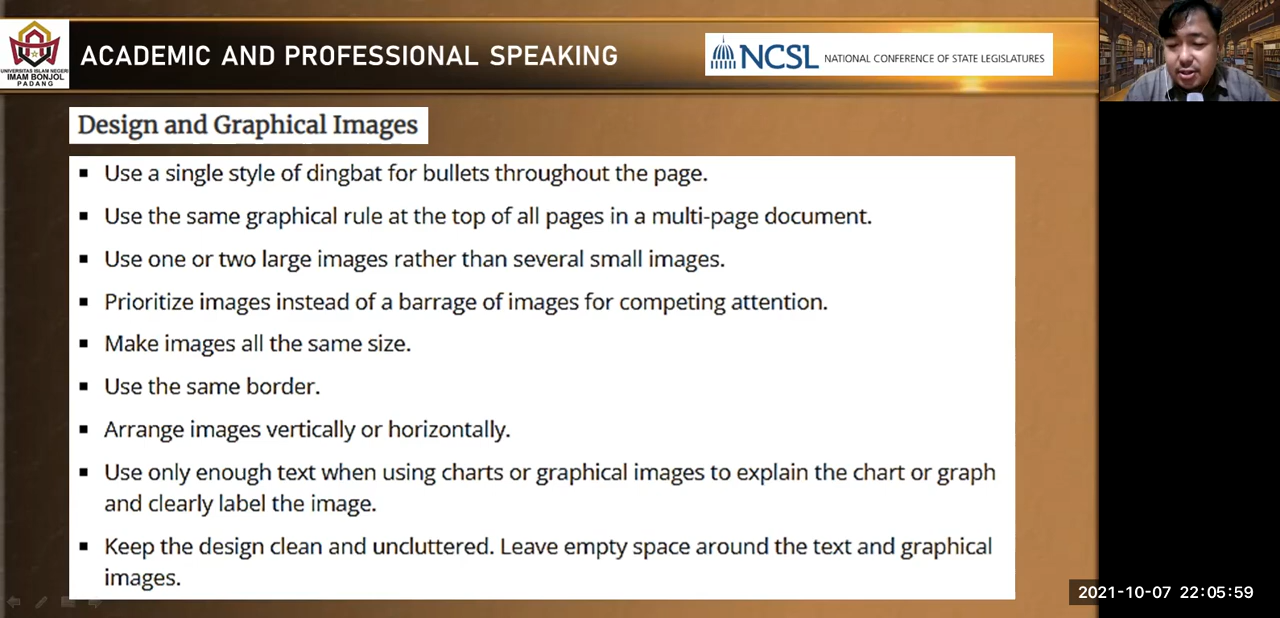 UNIVERSITAS ISLAM NEGERI
IMAM BONJOL
PADANG
ACADEMIC AND PROFESSIONAL SPEAKING
NCSL NATIONAL CONFERENCE OF STATE LEGISLATURES
Design and Graphical Images
▪ Use a single style of dingbat for bullets throughout the page.
▪ Use the same graphical rule at the top of all pages in a multi-page document.
▪ Use one or two large images rather than several small images.
▪ Prioritize images instead of a barrage of images for competing attention.
▪ Make images all the same size.
▪ Use the same border.
▪ Arrange images vertically or horizontally.
▪ Use only enough text when using charts or graphical images to explain the chart or graph
and clearly label the image.
▪ Keep the design clean and uncluttered. Leave empty space around the text and graphical
images.
2021-10-07 22:05:59